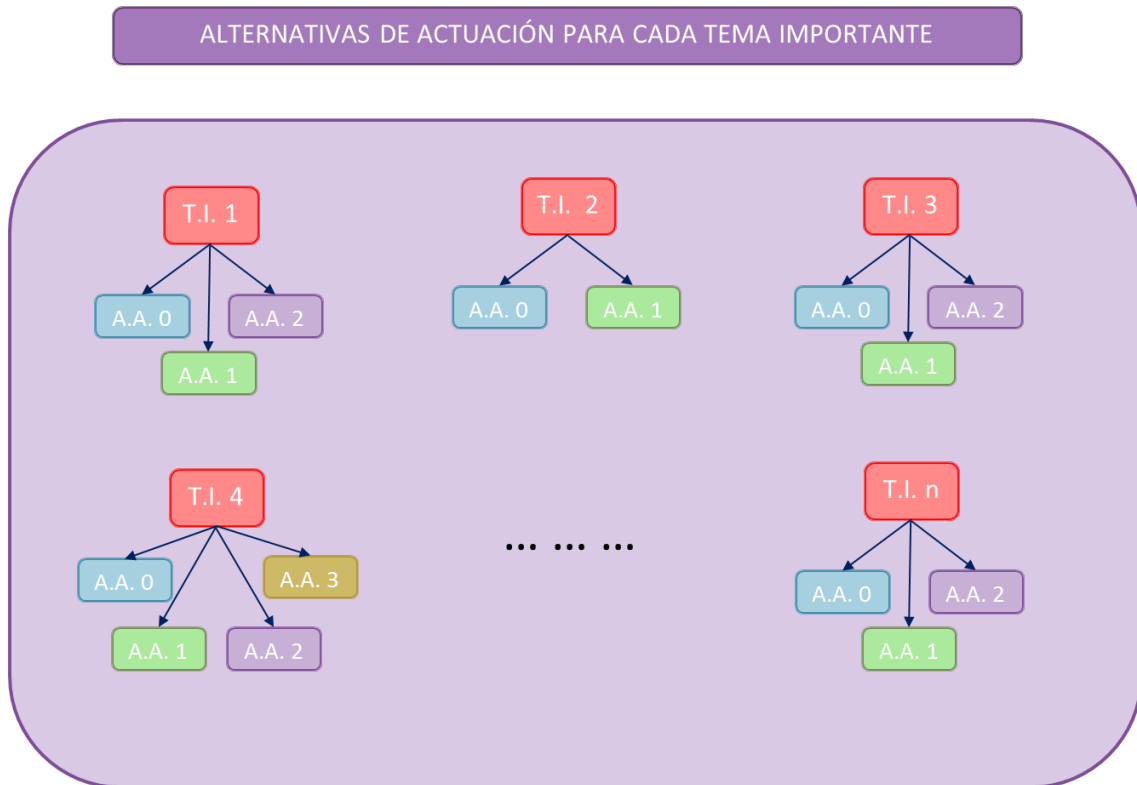 ALTERNATIVAS DE ACTUACIÓN PARA CADA TEMA IMPORTANTE
T.I. 1
A.A. 0
A.A. 2
A.A. 1
T.I. 2
A.A. 0
A.A. 1
T.I. 3
A.A. 0
A.A. 2
A.A. 1
T.I. 4
A.A. 0
A.A. 3
A.A. 1
A.A. 2
... ... ...
T.I. n
A.A. 0
A.A. 2
A.A. 1